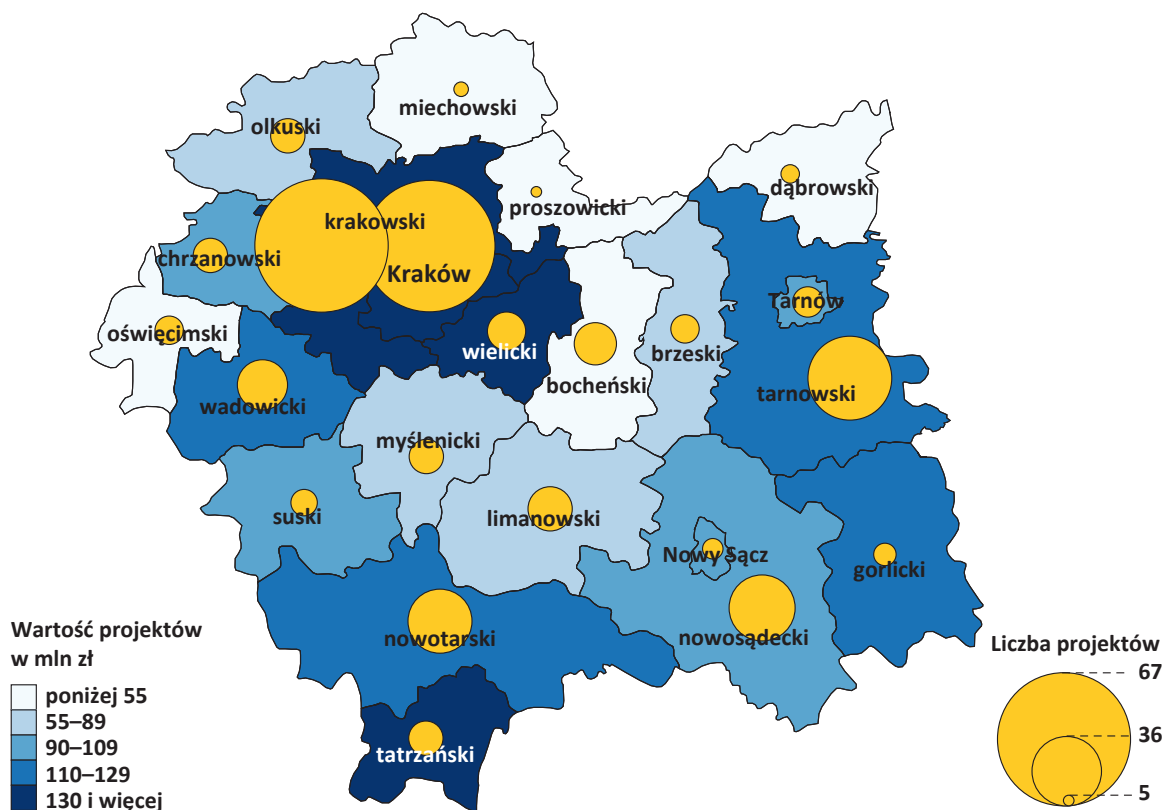 miechowski
olkuski
dąbrowski
proszowicki
krakowski
chrzanowski
Kraków
Tarnów
oświęcimski
wielicki
brzeski
bocheński
tarnowski
wadowicki
myślenicki
suski
limanowski
Nowy Sącz
gorlicki
nowotarski
nowosądecki
tatrzański
Wartość projektów
w mln zł
poniżej 55
55–89
90–109
110–129
130 i więcej
Liczba projektów
67
36
5